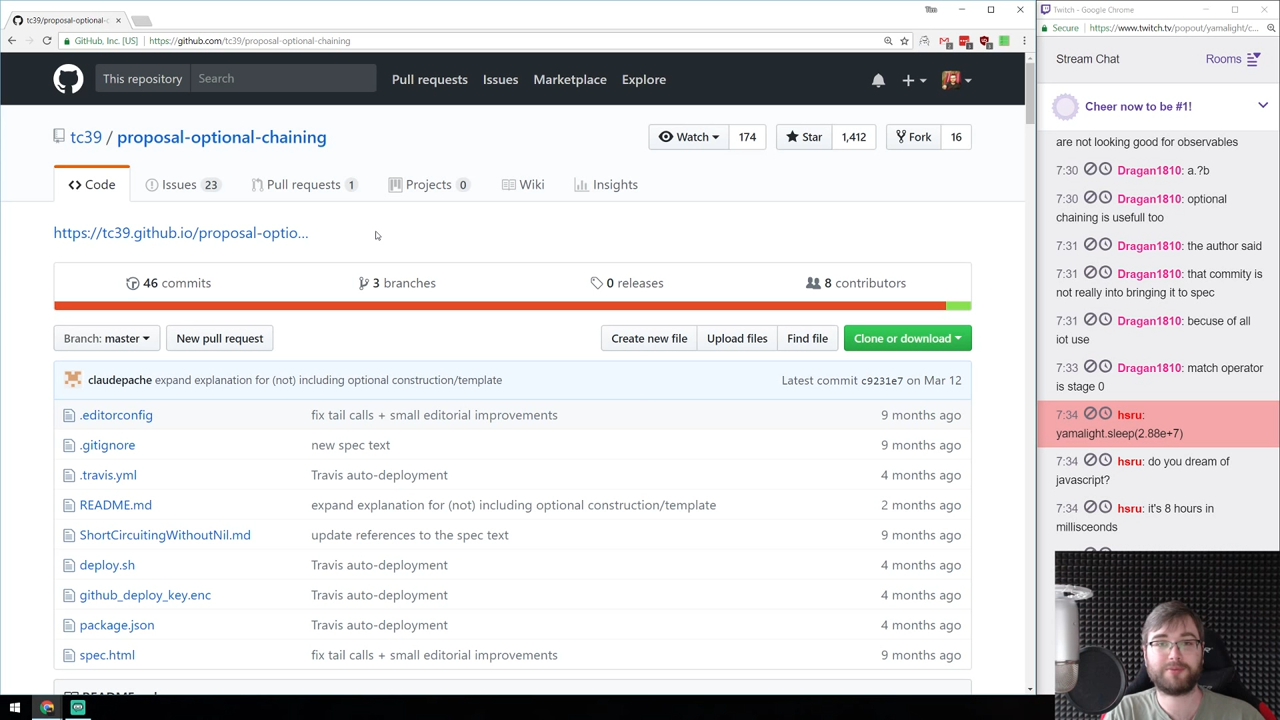 tc39/proposal-optional-c
Tim
GitHub, Inc. [US]
https://github.com/tc39/proposal-optional-chaining
This repository
Search
Pull requests
Issues
Marketplace
Explore
tc39 / proposal-optional-chaining
Watch
174
Star
1,412
Fork
16
Code
Issues 23
Pull requests 1
Projects 0
Wiki
Insights
https://tc39.github.io/proposal-optio...
46 commits
3 branches
0 releases
8 contributors
Branch: master
New pull request
Create new file
Upload files
Find file
Clone or download
claudepache expand explanation for (not) including optional construction/template
Latest commit c9231e7 on Mar 12
.editorconfig
fix tail calls + small editorial improvements
9 months ago
.gitignore
new spec text
9 months ago
.travis.yml
Travis auto-deployment
4 months ago
README.md
expand explanation for (not) including optional construction/template
2 months ago
ShortCircuitingWithoutNil.md
update references to the spec text
9 months ago
deploy.sh
Travis auto-deployment
4 months ago
github_deploy_key.enc
Travis auto-deployment
4 months ago
package.json
Travis auto-deployment
4 months ago
spec.html
fix tail calls + small editorial improvements
9 months ago
Twitch - Google Chrome
Secure
https://www.twitch.tv/popout/yamalight/c...
Stream Chat
Rooms
Cheer now to be #1!
are not looking good for observables
7:30 Dragan1810: a.?b
7:30 Dragan1810: optional
chaining is usefull too
7:31 Dragan1810: the author said
7:31 Dragan1810: that commity is
not really into bringing it to spec
7:31 Dragan1810: becuse of all
iot use
7:33 Dragan1810: match operator
is stage 0
7:34 hsru:
yamalight.sleep(2.88e+7)
7:34 hsru: do you dream of
javascript?
7:34 hsru: it's 8 hours in
millisceonds